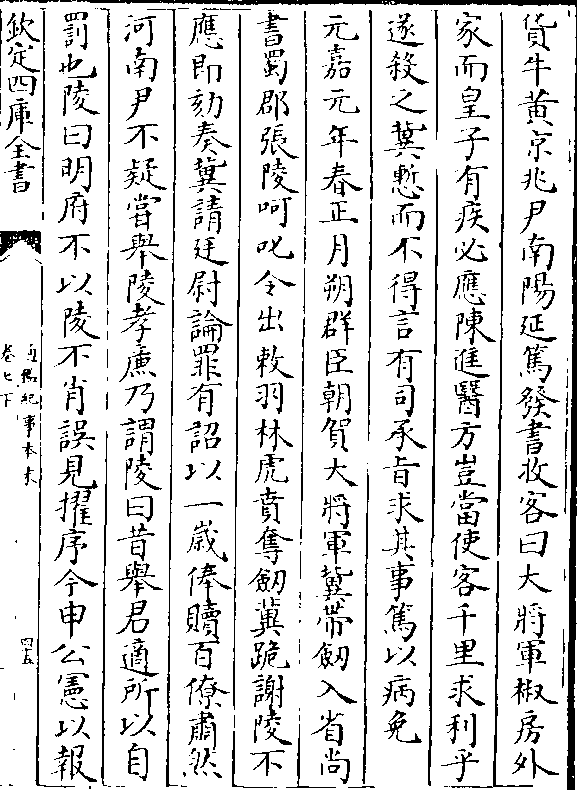 貨牛黄京兆尹南陽延篤發書收客曰大將軍椒房外
家而皇子有疾必應陳進醫方豈當使客千里求利乎
遂殺之冀慙而不得言有司承旨求其事篤以病免
元嘉元年春正月朔群臣朝賀大將軍冀帶劒入省尚
書蜀郡張陵呵叱令出敕羽林虎賁奪劒冀跪謝陵不
應即劾奏冀請廷尉論罪有詔以一歲俸贖百僚肅然
河南尹不疑嘗舉陵孝廉乃謂陵曰昔舉君適所以自
罰也陵曰明府不以陵不肖誤見擢序今申公憲以報
欽定四庫全書
通鑑紀事本末
卷七下
四五